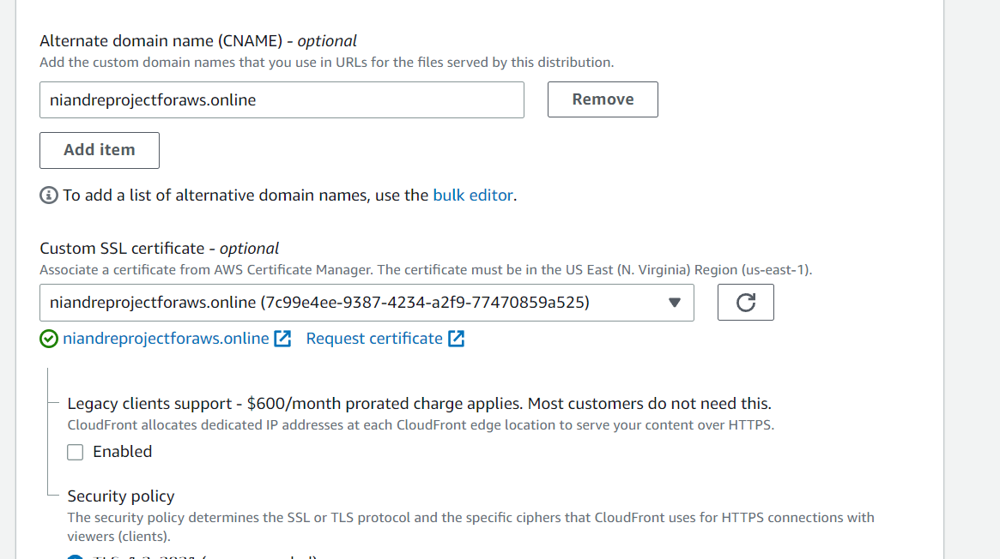 Alternate domain name (CNAME) - optional
Add the custom domain names that you use in URLs for the files served by this distribution.
niandreprojectforaws.online
Remove
Add item
To add a list of alternative domain names, use the bulk editor.
Custom SSL certificate - optional
Associate a certificate from AWS Certificate Manager. The certificate must be in the US East (N. Virginia) Region (us-east-1).
niandreprojectforaws.online (7c99e4ee-9387-4234-a2f9-77470859a525)
niandreprojectforaws.online Request certificate
Legacy clients support - $600/month prorated charge applies. Most customers do not need this.
CloudFront allocates dedicated IP addresses at each CloudFront edge location to serve your content over HTTPS.
Enabled
Security policy
The security policy determines the SSL or TLS protocol and the specific ciphers that CloudFront uses for HTTPS connections with
viewers (clients).